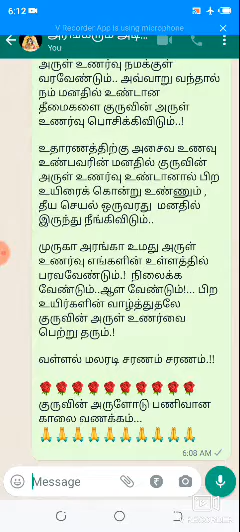 6:12
V Recorder App is using microphone
You
அருள் உணர்வு நமக்குள்
வரவேண்டும்.. அவ்வாறு வந்தால்
நம் மனதில் உண்டான
தீமைகளை குருவின் அருள்
உணர்வு பொசிக்கிவிடும்..!
உதாரணத்திற்கு அசைவ உணவு
உண்பவரின் மனதில் குருவின்
அருள் உணர்வு உண்டானால் பிற
உயிரைக் கொன்று உண்ணும் ,
தீய செயல் ஒருவரது மனதில்
இருந்து நீங்கிவிடும்..
முருகா அரங்கா உமது அருள்
உணர்வு எங்களின் உள்ளத்தில்
பரவவேண்டும்.! நிலைக்க
வேண்டும்..ஆள வேண்டும்!... பிற
உயிர்களின் வாழ்த்துதலே
குருவின் அருள் உணர்வை
பெற்று தரும்.!
வள்ளல் மலரடி சரணம் சரணம்.!!
🌹🌹🌹🌹🌹🌹🌹🌹🌹🌹
குருவின் அருளோடு பணிவான
காலை வணக்கம்...
🙏🙏🙏🙏🙏🙏🙏🙏🙏🙏
6:08 AM
Message